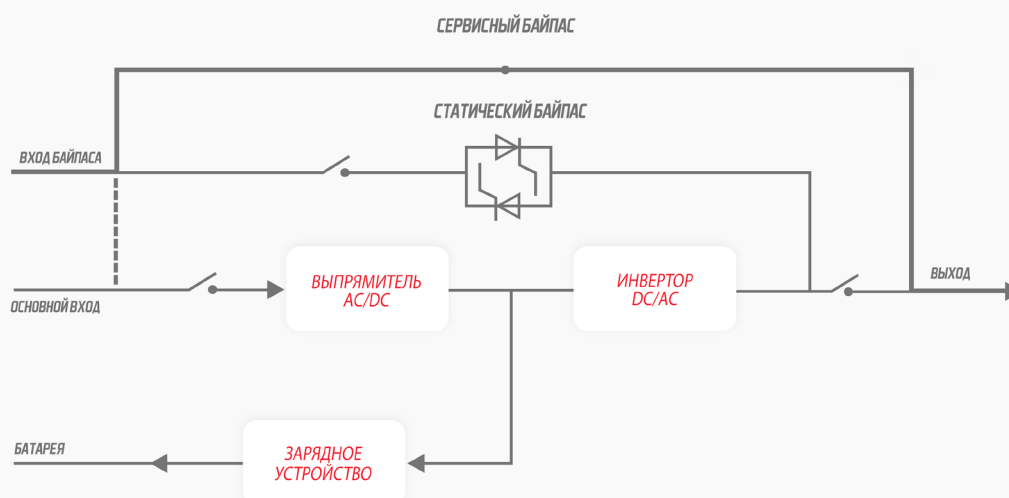 СЕРВИСНЫЙ БАЙПАС
СТАТИЧЕСКИЙ БАЙПАС
ВХОД БАЙПАСА
ВЫПРЯМИТЕЛЬ
AC/DC
ИНВЕРТОР
DC/AC
ВЫХОД
ОСНОВНОЙ ВХОД
БАТАРЕЯ
ЗАРЯДНОЕ
УСТРОЙСТВО